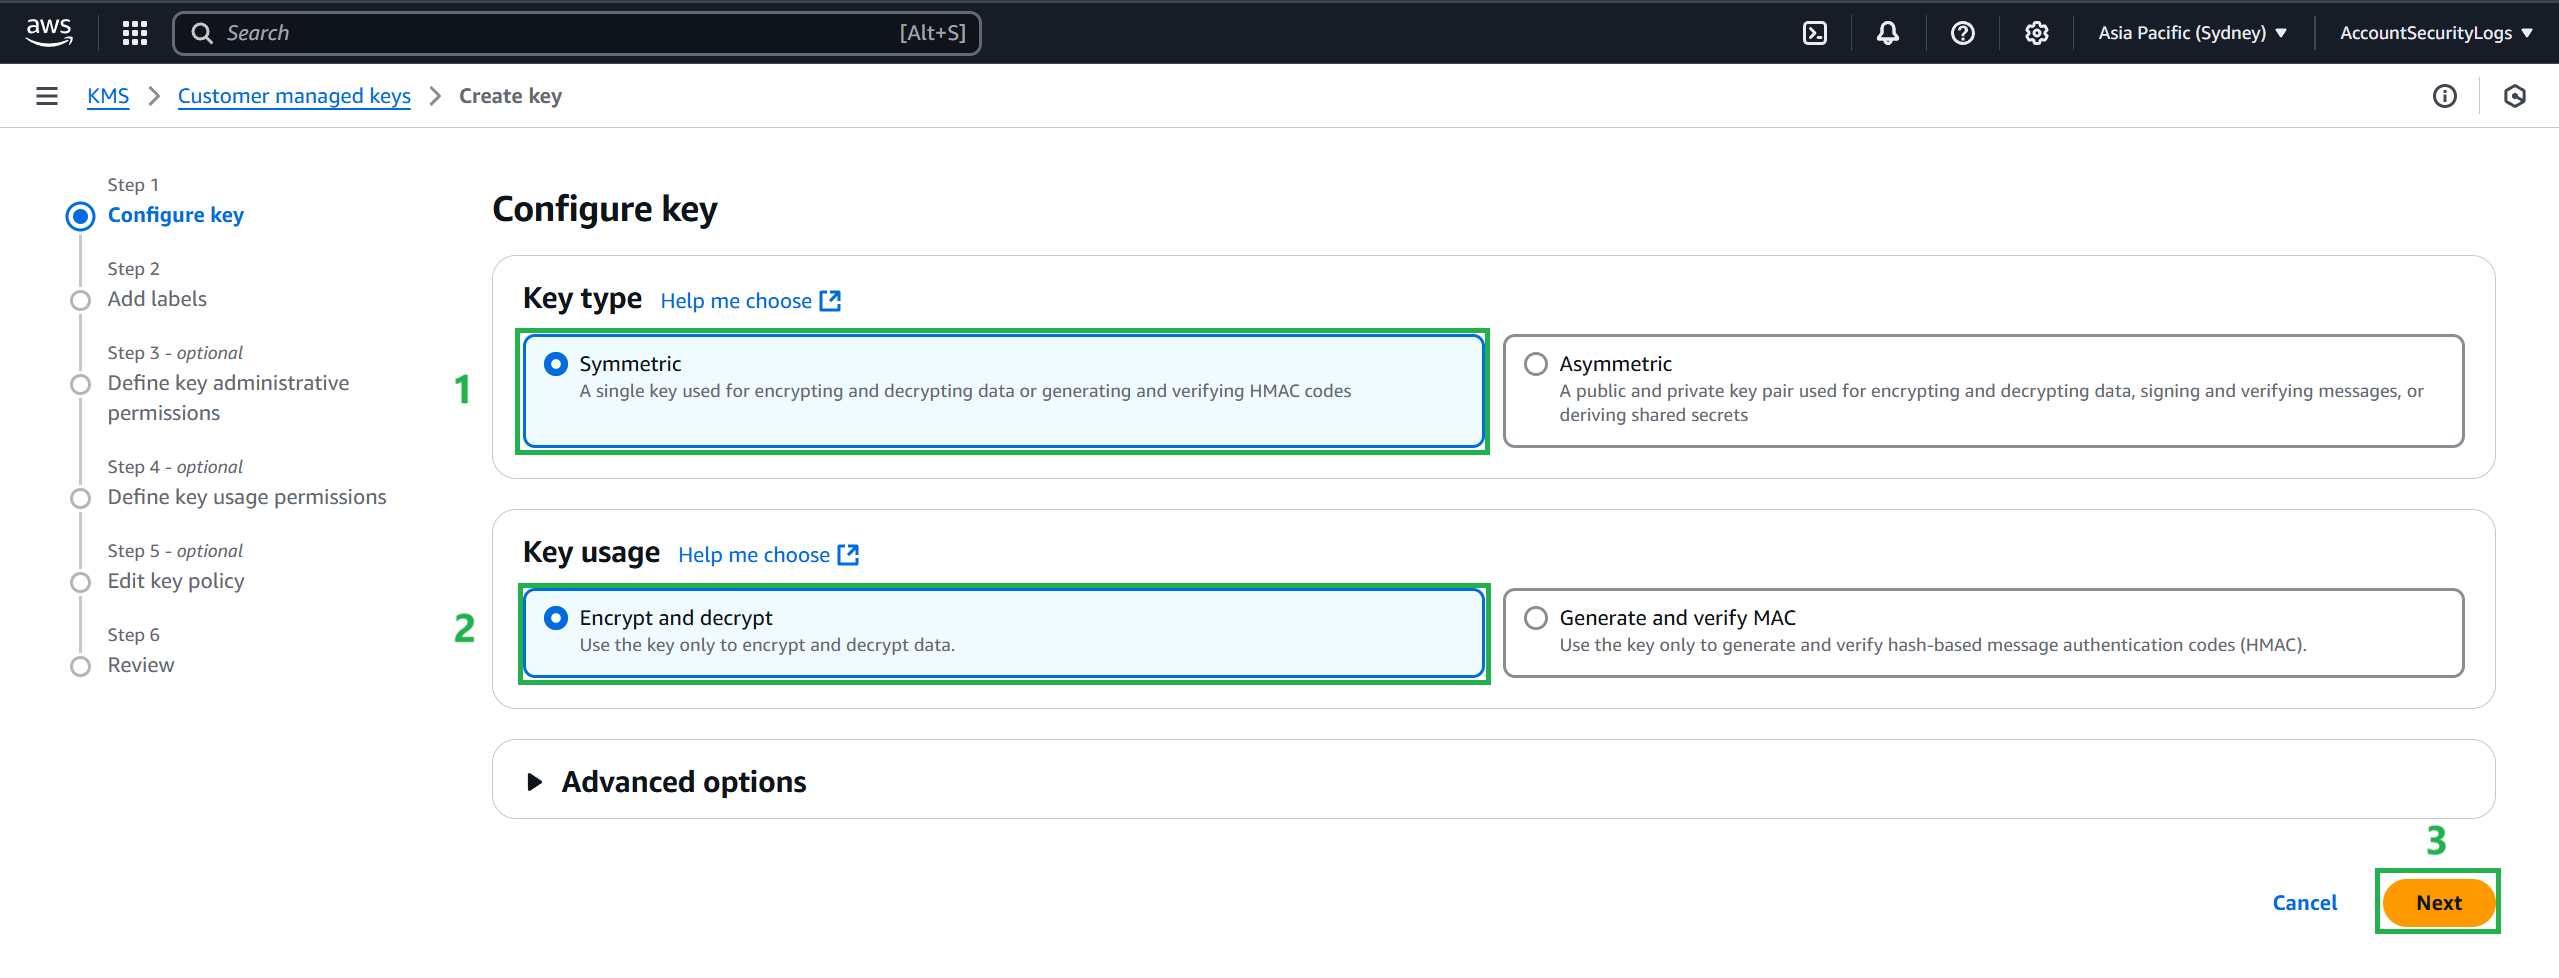 aws
Search [Alt+S]
Asia Pacific (Sydney) ▼
AccountSecurityLogs ▼
KMS > Customer managed keys > Create key
Step 1
Configure key
Step 2
Add labels
Step 3 - optional
Define key administrative
permissions
Step 4 - optional
Define key usage permissions
Step 5 - optional
Edit key policy
Step 6
Review
Configure key
Key type Help me choose
1
Symmetric
A single key used for encrypting and decrypting data or generating and verifying HMAC codes
Asymmetric
A public and private key pair used for encrypting and decrypting data, signing and verifying messages, or
deriving shared secrets
Key usage Help me choose
2
Encrypt and decrypt
Use the key only to encrypt and decrypt data.
Generate and verify MAC
Use the key only to generate and verify hash-based message authentication codes (HMAC).
Advanced options
3
Cancel
Next